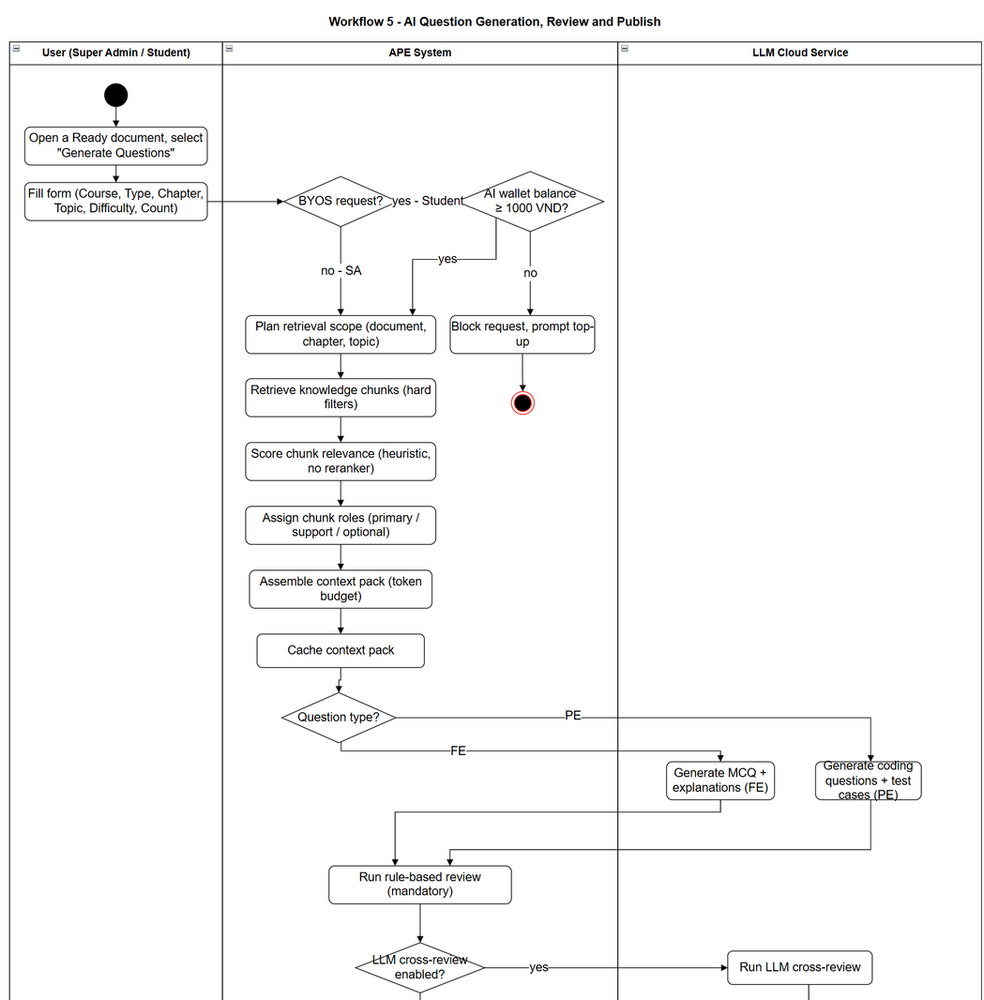 Workflow 5 - AI Question Generation, Review and Publish
User (Super Admin / Student)
APE System
LLM Cloud Service
Open a Ready document, select
"Generate Questions"
Fill form (Course, Type, Chapter,
Topic, Difficulty, Count)
BYOS request?
yes - Student
AI wallet balance
≥ 1000 VND?
no - SA
yes
no
Plan retrieval scope (document,
chapter, topic)
Block request, prompt top-
up
Retrieve knowledge chunks (hard
filters)
Score chunk relevance (heuristic,
no reranker)
Assign chunk roles (primary /
support / optional)
Assemble context pack (token
budget)
Cache context pack
Question type?
PE
FE
Generate MCQ +
explanations (FE)
Generate coding
questions + test
cases (PE)
Run rule-based review
(mandatory)
LLM cross-review
enabled?
yes
Run LLM cross-review